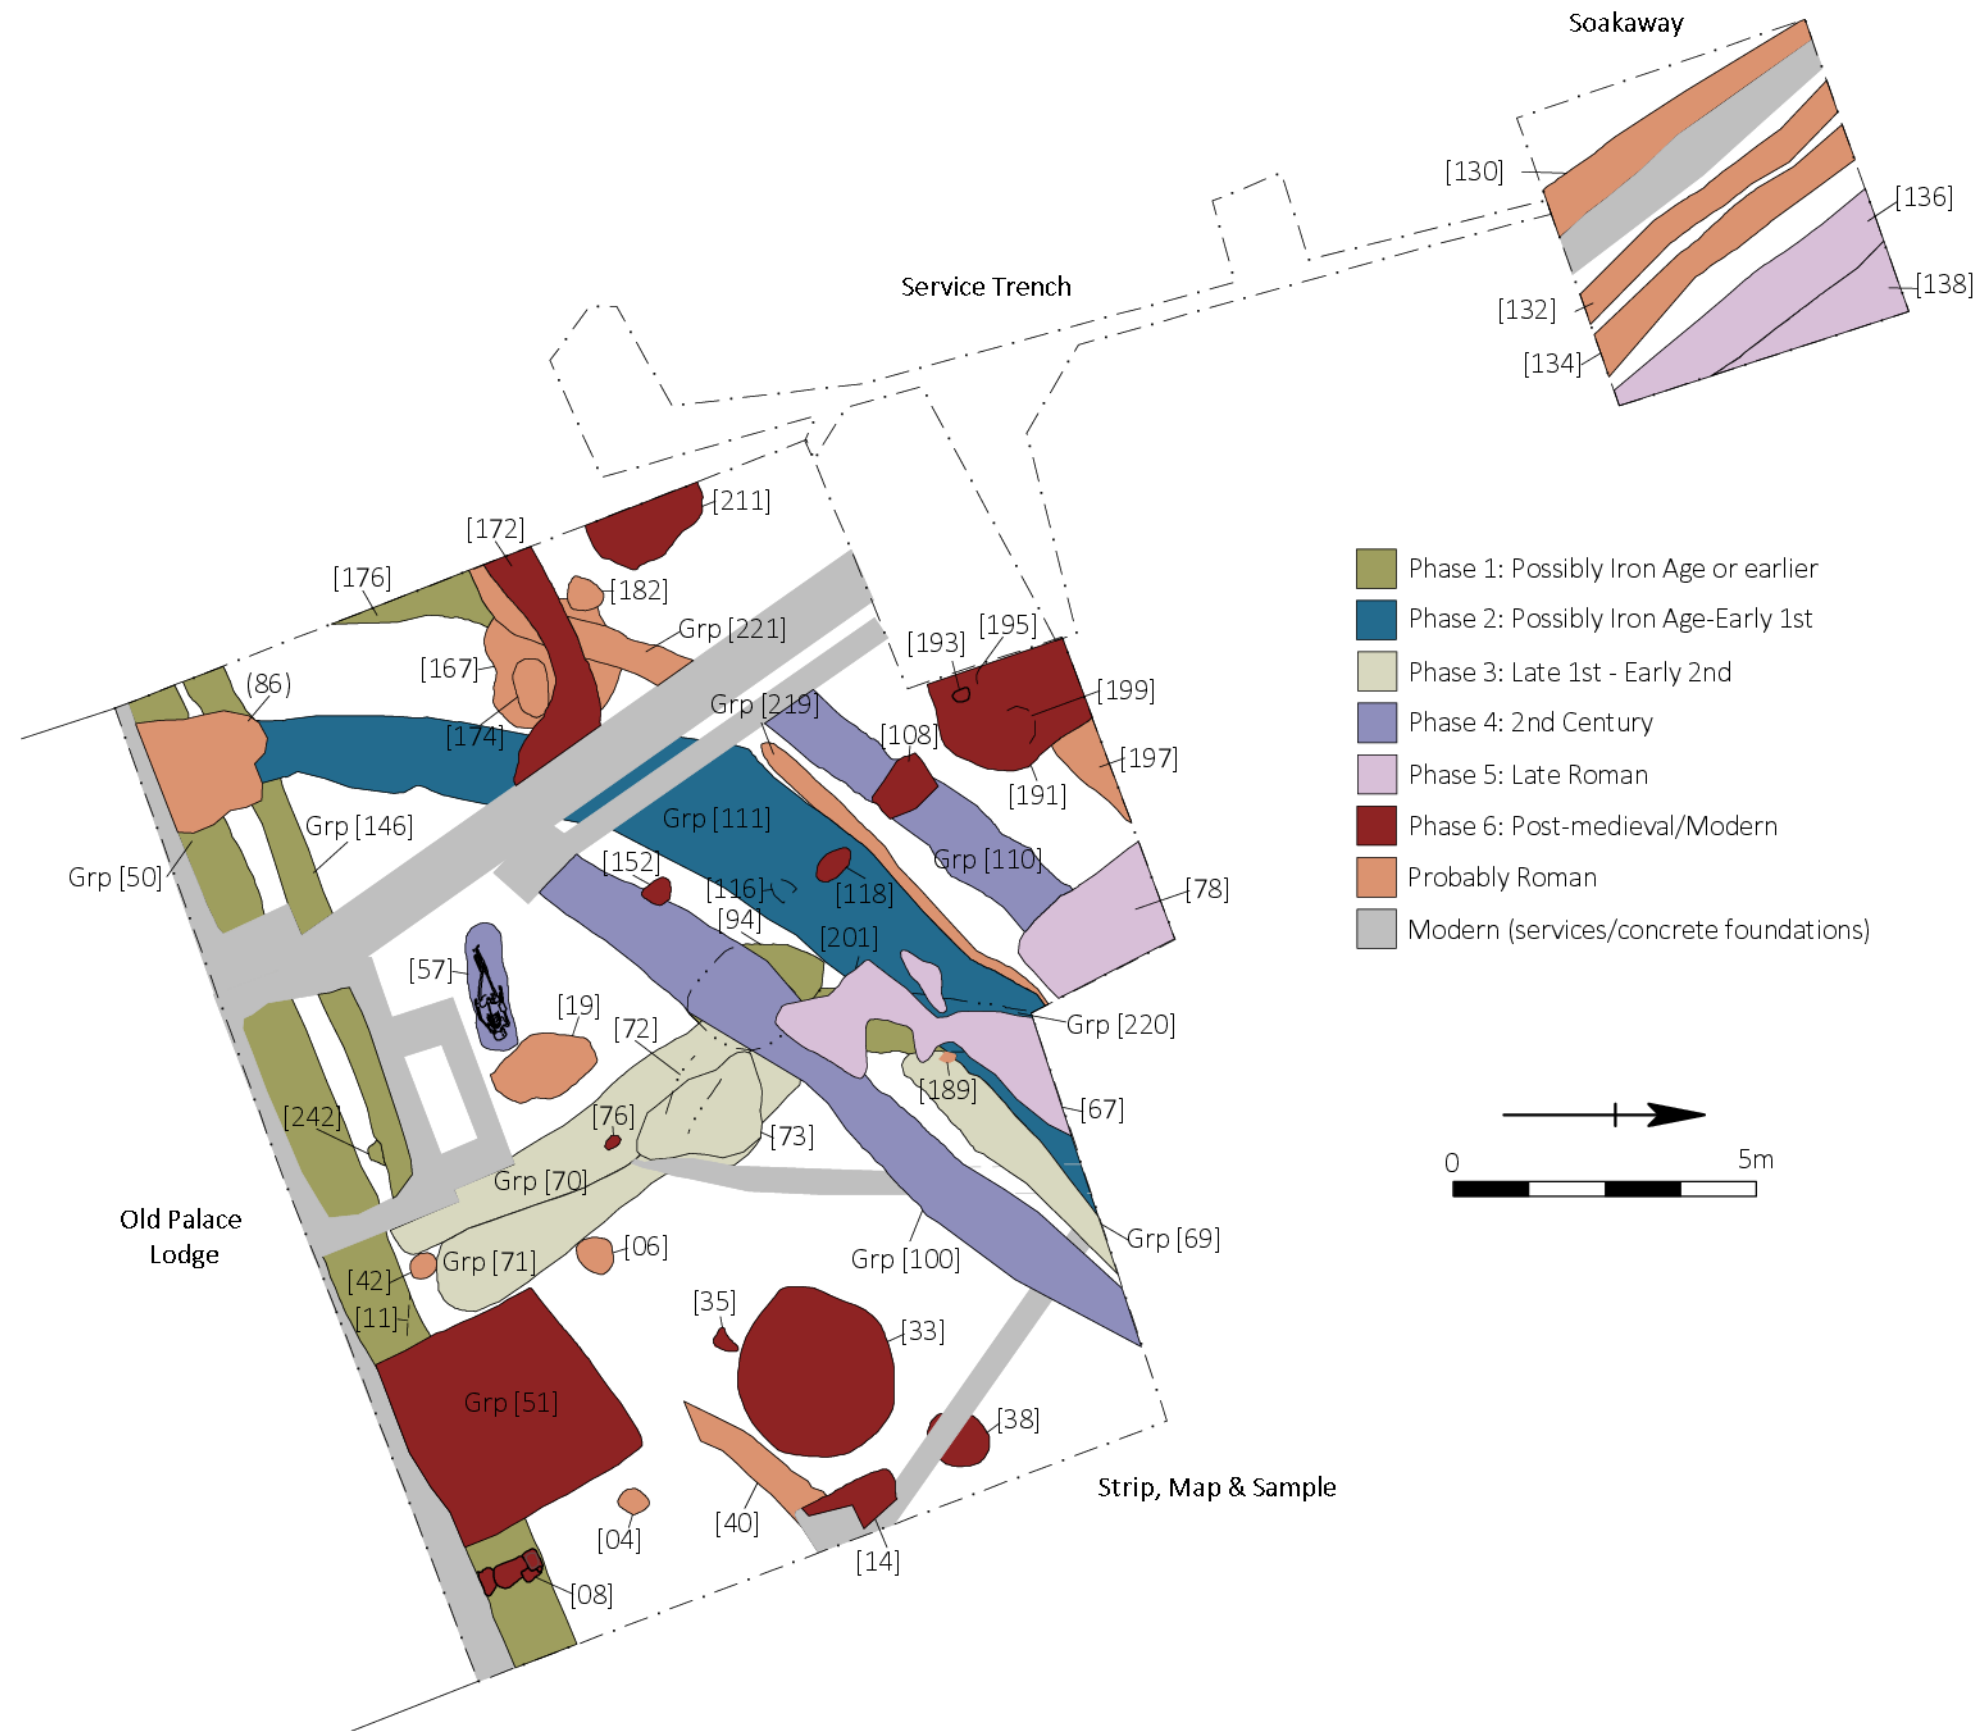 Soakaway
[130]
[136]
Service Trench
[138]
[132]
[134]
[211]
[172]
[176]
[182]
Grp [221]
[193]
[195]
[167]
(86)
[199]
Grp [219]
[174]
[108]
[197]
[191]
Grp [111]
Grp [146]
Grp [50]
[152]
Grp [110]
[116]
[118]
[78]
[94]
[201]
[57]
[19]
[72]
Grp [220]
[189]
[67]
[242]
[76]
[73]
Grp [70]
Old Palace
Lodge
Grp [69]
[06]
Grp [71]
Grp [100]
[42]
[11]
[35]
[33]
Grp [51]
[38]
Strip, Map & Sample
[40]
[04]
[14]
[08]
Phase 1: Possibly Iron Age or earlier
Phase 2: Possibly Iron Age-Early 1st
Phase 3: Late 1st - Early 2nd
Phase 4: 2nd Century
Phase 5: Late Roman
Phase 6: Post-medieval/Modern
Probably Roman
Modern (services/concrete foundations)
0 5m